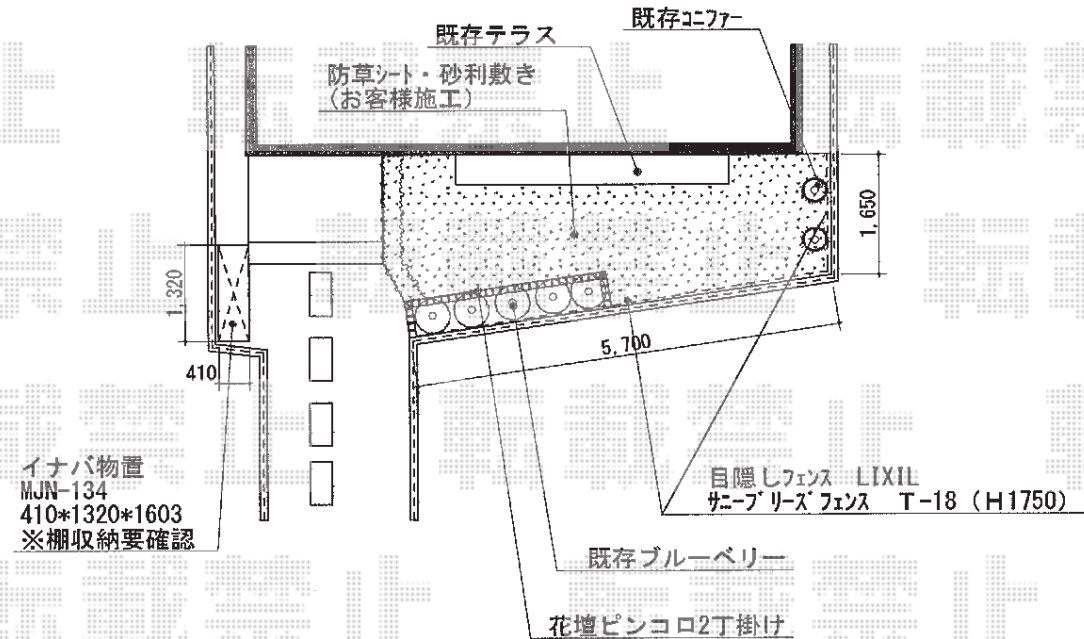 既存コニファー
既存テラス
防草シート・砂利敷き
(お客様施工)
1,650
1,320
5,700
410
イナバ物置
MJN-134
410*1320*1603
※棚収納要確認
目隠しフェンス LIXIL
サニーブリーズフェンス T-18 (H1750)
既存ブルーベリー
花壇ピンコロ2丁掛け
転載禁止